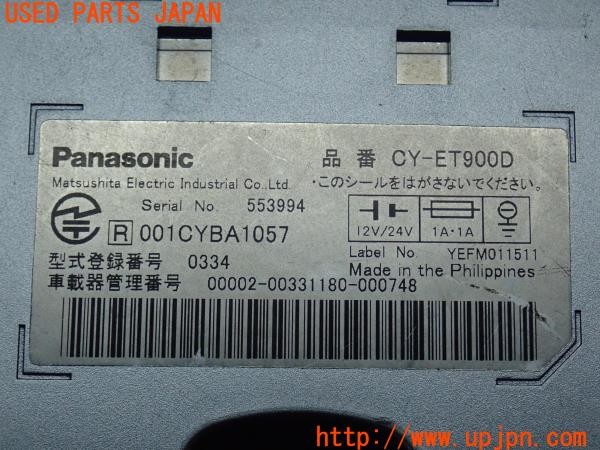 USED PARTS JAPAN
Panasonic 品番 CY-ET900D
Matsushita Electric Industrial Co.,Ltd. ・このシールをはがさないでください。
Serial No. 553994
R 001CYBA1057 12V/24V 1A・1A
Label No. YEFM011511
型式登録番号 0334 Made in the Philippines
車載器管理番号 00002-00331180-000748
UPJ
http://www.upjpn.com/